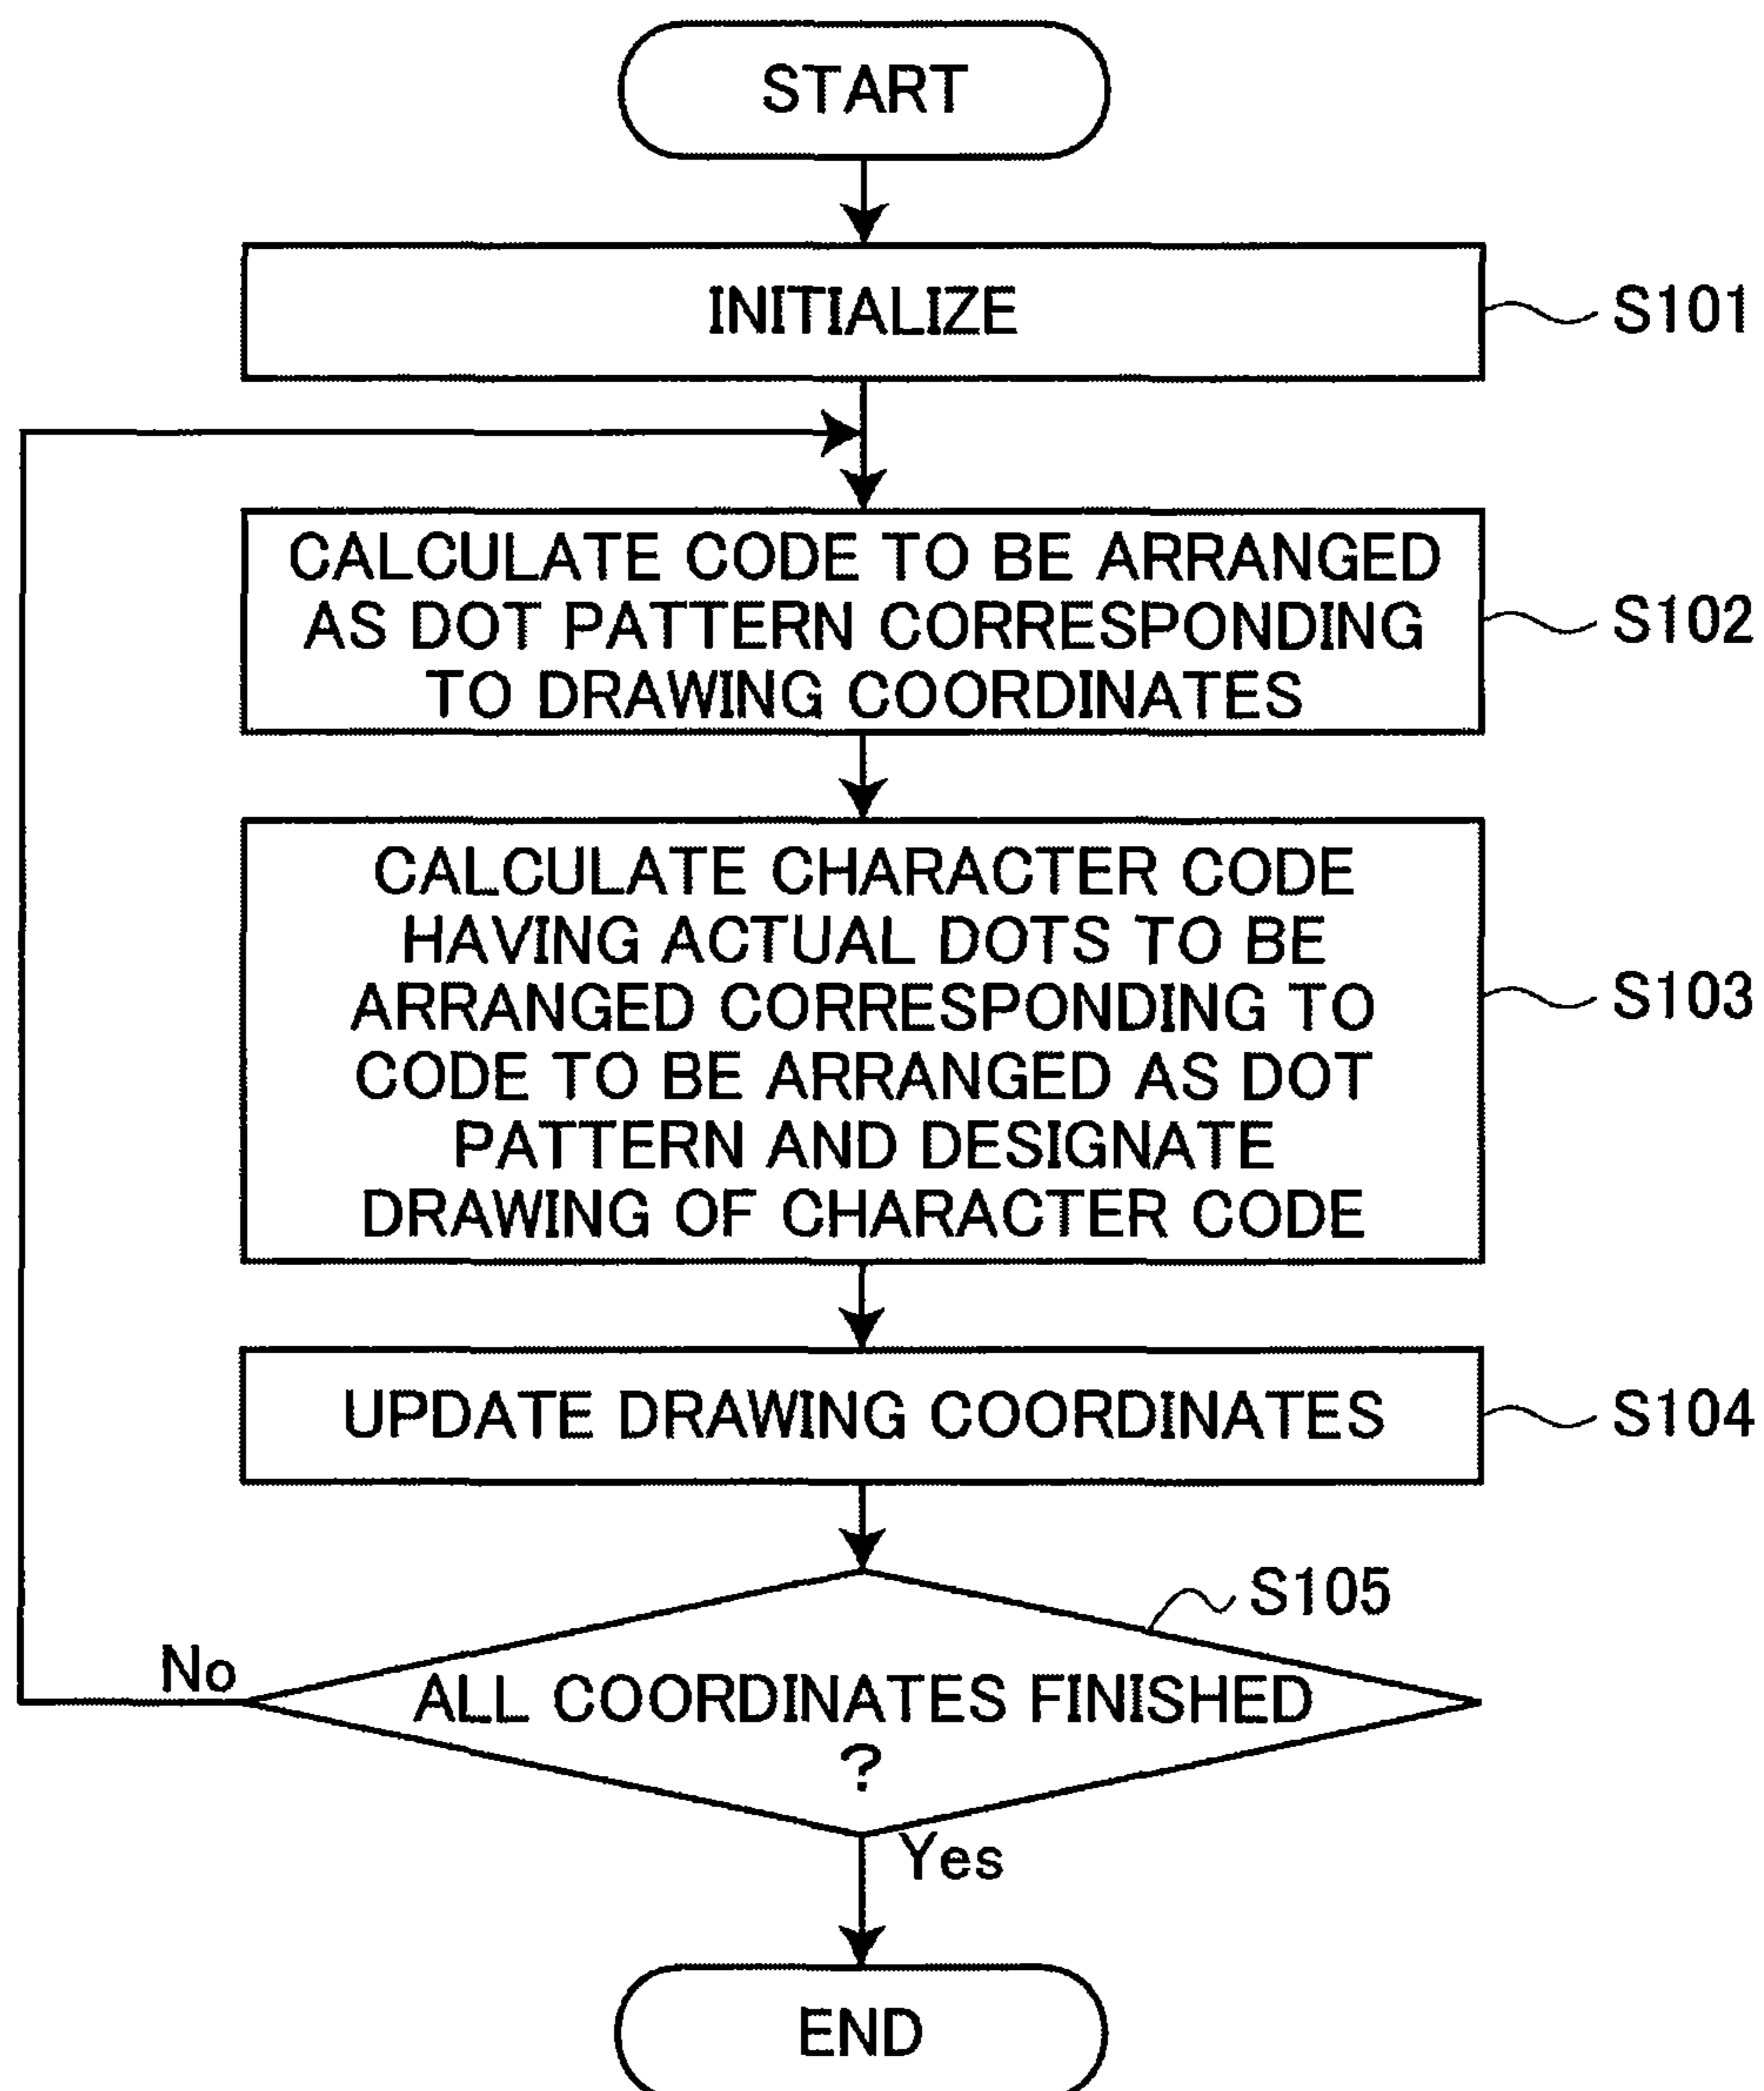 START
INITIALIZE
S101
CALCULATE CODE TO BE ARRANGED
AS DOT PATTERN CORRESPONDING
TO DRAWING COORDINATES
S102
CALCULATE CHARACTER CODE
HAVING ACTUAL DOTS TO BE
ARRANGED CORRESPONDING TO
CODE TO BE ARRANGED AS DOT
PATTERN AND DESIGNATE
DRAWING OF CHARACTER CODE
S103
UPDATE DRAWING COORDINATES
S104
S105
No
ALL COORDINATES FINISHED
?
Yes
END